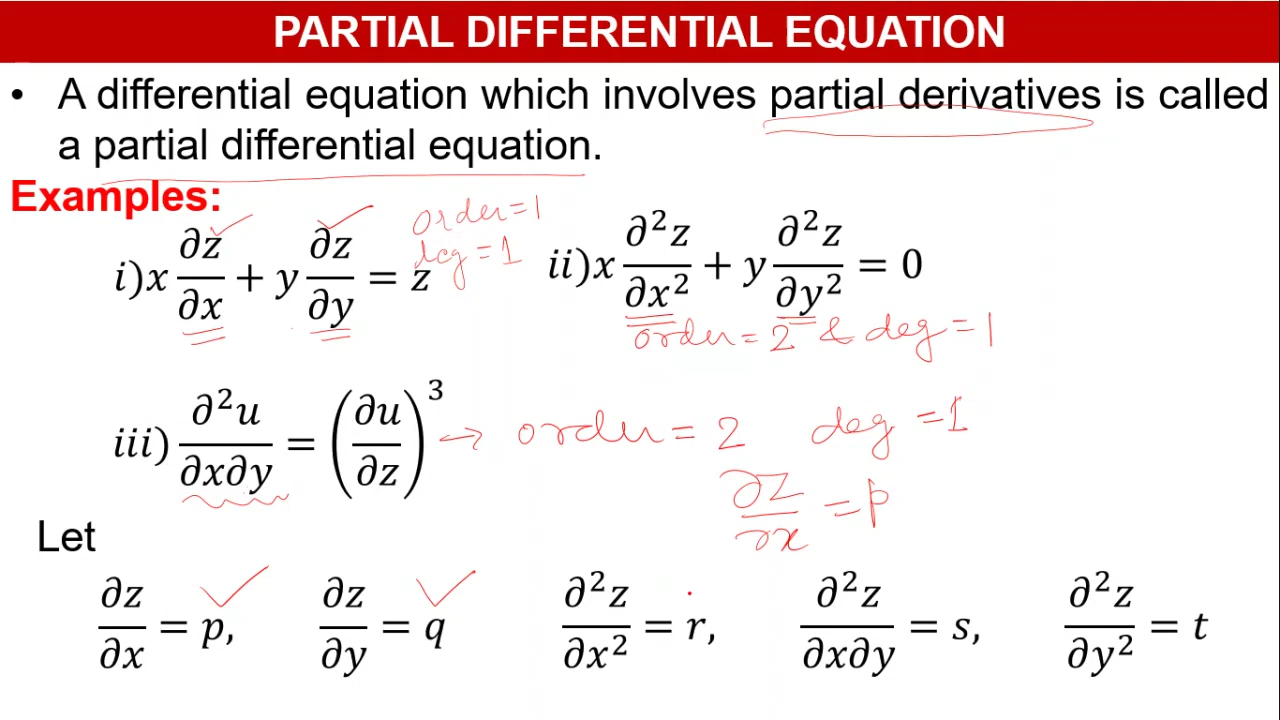 PARTIAL DIFFERENTIAL EQUATION
• A differential equation which involves partial derivatives is called
a partial differential equation.
Examples:
i) x ∂z/∂x + y ∂z/∂y = z
order = 1
deg = 1
ii) x ∂²z/∂x² + y ∂²z/∂y² = 0
order = 2 & deg = 1
iii) ∂²u/∂x∂y = (∂u/∂z)³ → order = 2 deg = 1
∂z/∂x = p
Let
∂z/∂x = p, ∂z/∂y = q ∂²z/∂x² = r, ∂²z/∂x∂y = s, ∂²z/∂y² = t